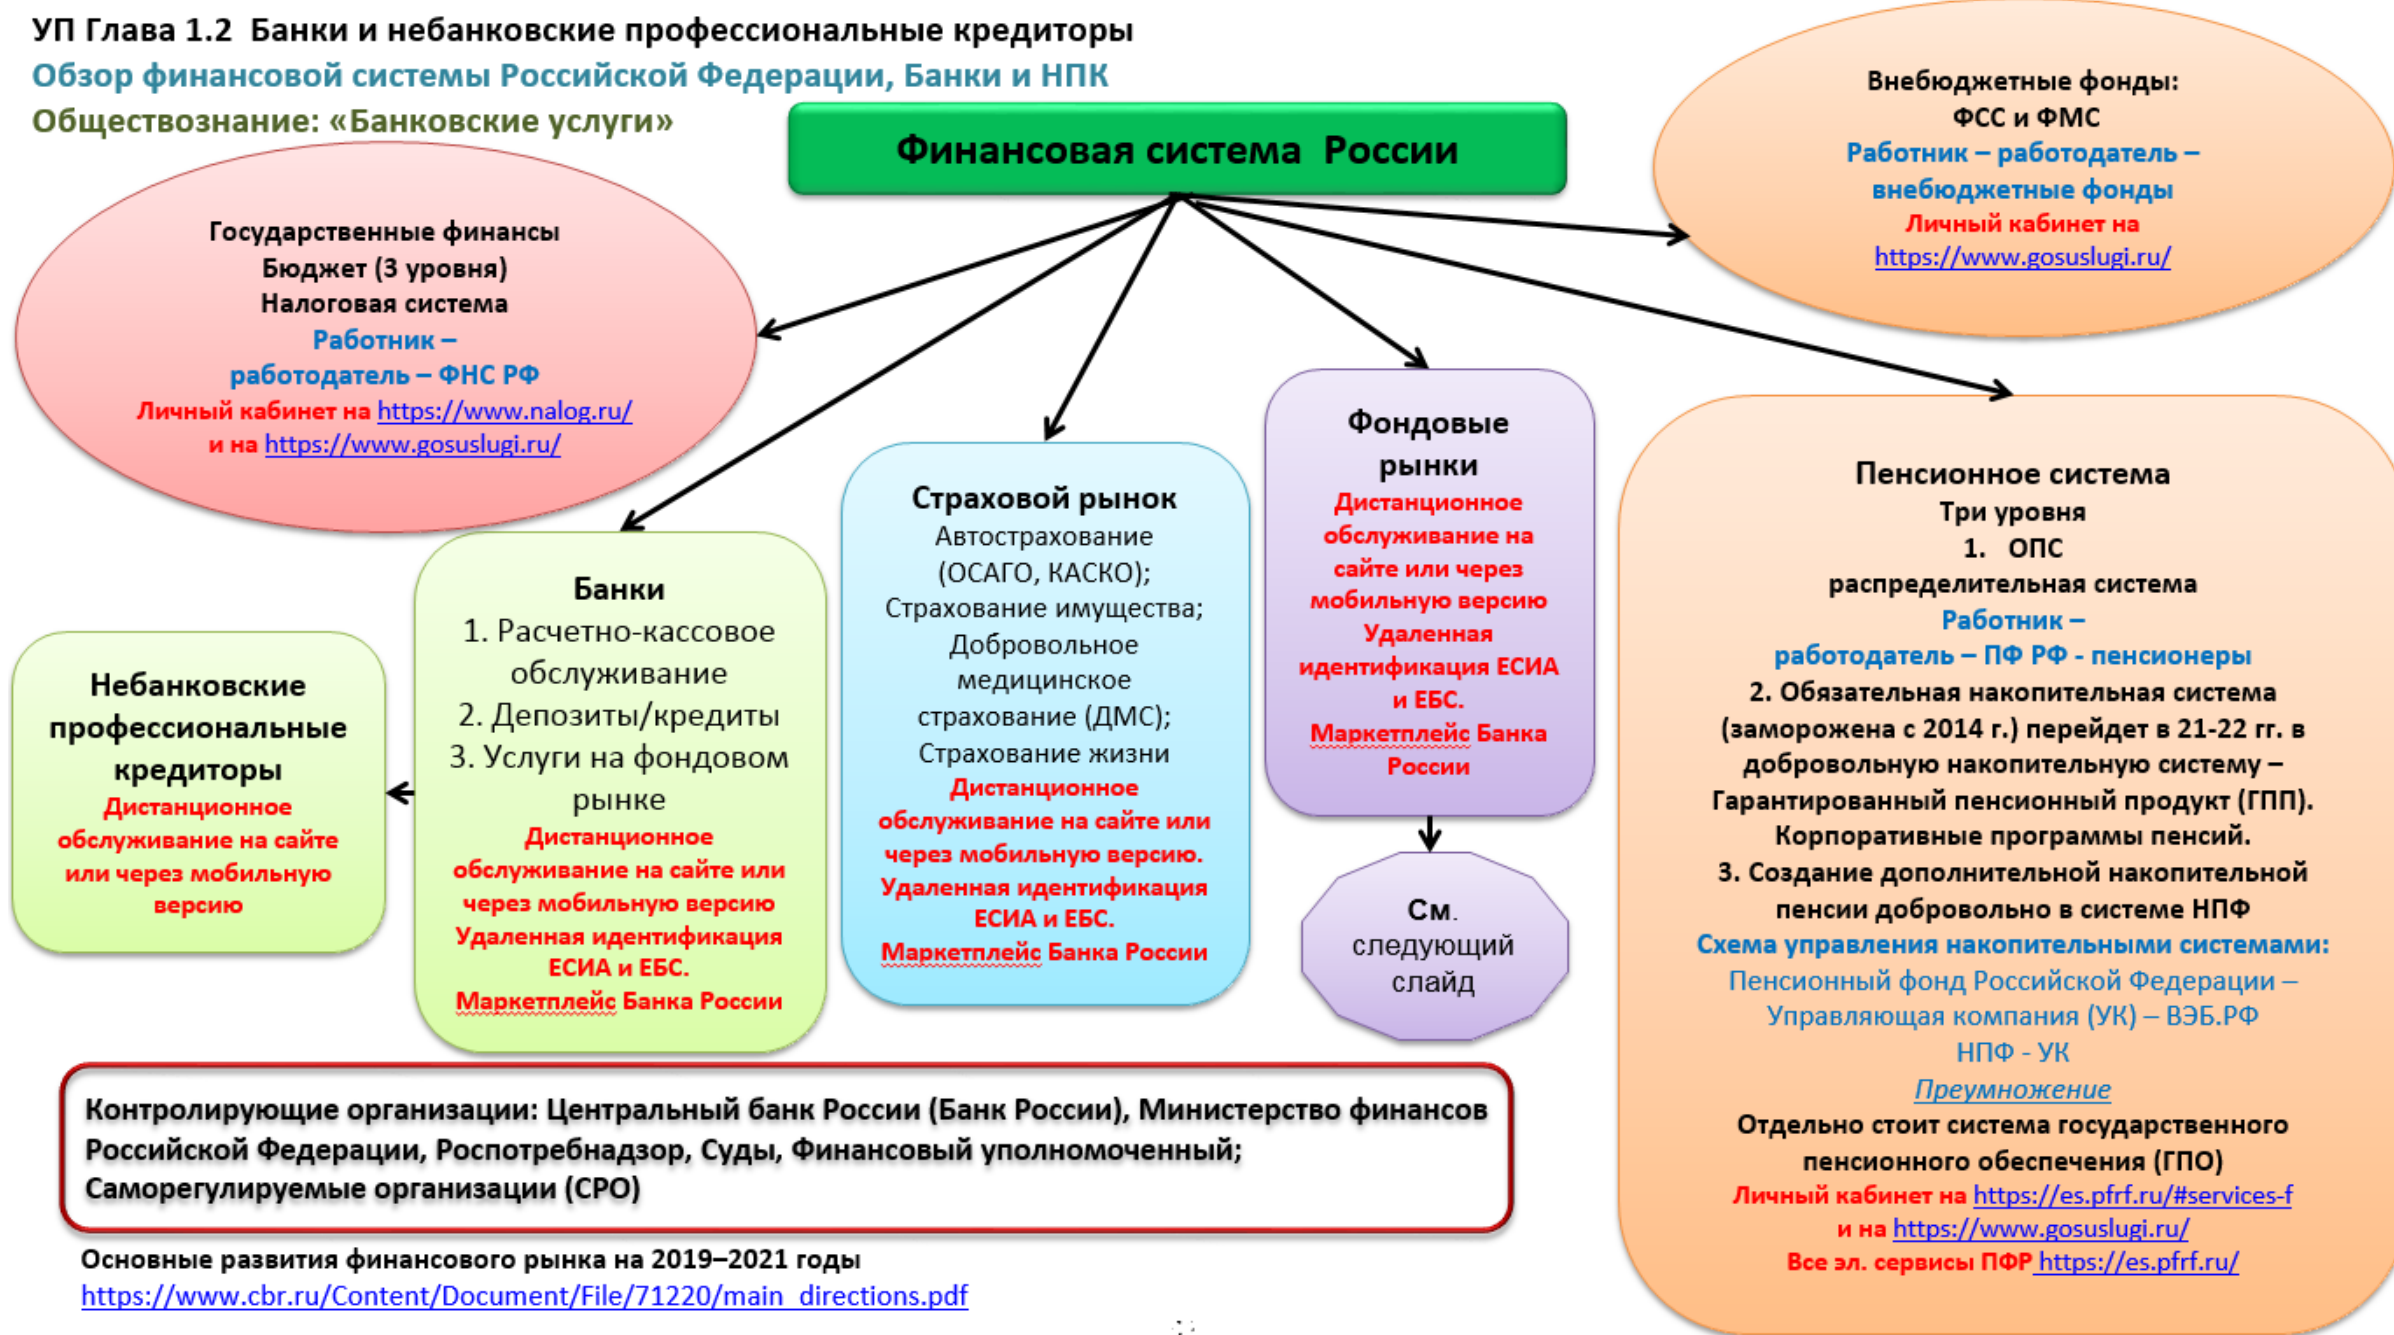 УП Глава 1.2  Банки и небанковские профессиональные кредиторы
Обзор финансовой системы Российской Федерации, Банки и НПК
Обществознание: «Банковские услуги»
Финансовая система  России
Внебюджетные фонды:
ФСС и ФМС
Работник – работодатель –
внебюджетные фонды
Личный кабинет на
https://www.gosuslugi.ru/
Государственные финансы
Бюджет (3 уровня)
Налоговая система
Работник –
работодатель – ФНС РФ
Личный кабинет на https://www.nalog.ru/
и на https://www.gosuslugi.ru/
Небанковские
профессиональные
кредиторы
Дистанционное
обслуживание на сайте
или через мобильную
версию
Банки
1. Расчетно-кассовое
обслуживание
2. Депозиты/кредиты
3. Услуги на фондовом
рынке
Дистанционное
обслуживание на сайте или
через мобильную версию
Удаленная идентификация
ЕСИА и ЕБС.
Маркетплейс Банка России
Страховой рынок
Автострахование
(ОСАГО, КАСКО);
Страхование имущества;
Добровольное
медицинское
страхование (ДМС);
Страхование жизни
Дистанционное
обслуживание на сайте или
через мобильную версию.
Удаленная идентификация
ЕСИА и ЕБС.
Маркетплейс Банка России
Фондовые
рынки
Дистанционное
обслуживание на
сайте или через
мобильную версию
Удаленная
идентификация ЕСИА
и ЕБС.
Маркетплейс Банка
России
См.
следующий
слайд
Пенсионное система
Три уровня
1.   ОПС
распределительная система
Работник –
работодатель – ПФ РФ - пенсионеры
2. Обязательная накопительная система
(заморожена с 2014 г.) перейдет в 21-22 гг. в
добровольную накопительную систему –
Гарантированный пенсионный продукт (ГПП).
Корпоративные программы пенсий.
3. Создание дополнительной накопительной
пенсии добровольно в системе НПФ
Схема управления накопительными системами:
Пенсионный фонд Российской Федерации –
Управляющая компания (УК) – ВЭБ.РФ
НПФ - УК
Преумножение
Отдельно стоит система государственного
пенсионного обеспечения (ГПО)
Личный кабинет на https://es.pfrf.ru/#services-f
и на https://www.gosuslugi.ru/
Все эл. сервисы ПФР https://es.pfrf.ru/
Контролирующие организации: Центральный банк России (Банк России), Министерство финансов
Российской Федерации, Роспотребнадзор, Суды, Финансовый уполномоченный;
Саморегулируемые организации (СРО)
Основные развития финансового рынка на 2019–2021 годы
https://www.cbr.ru/Content/Document/File/71220/main_directions.pdf